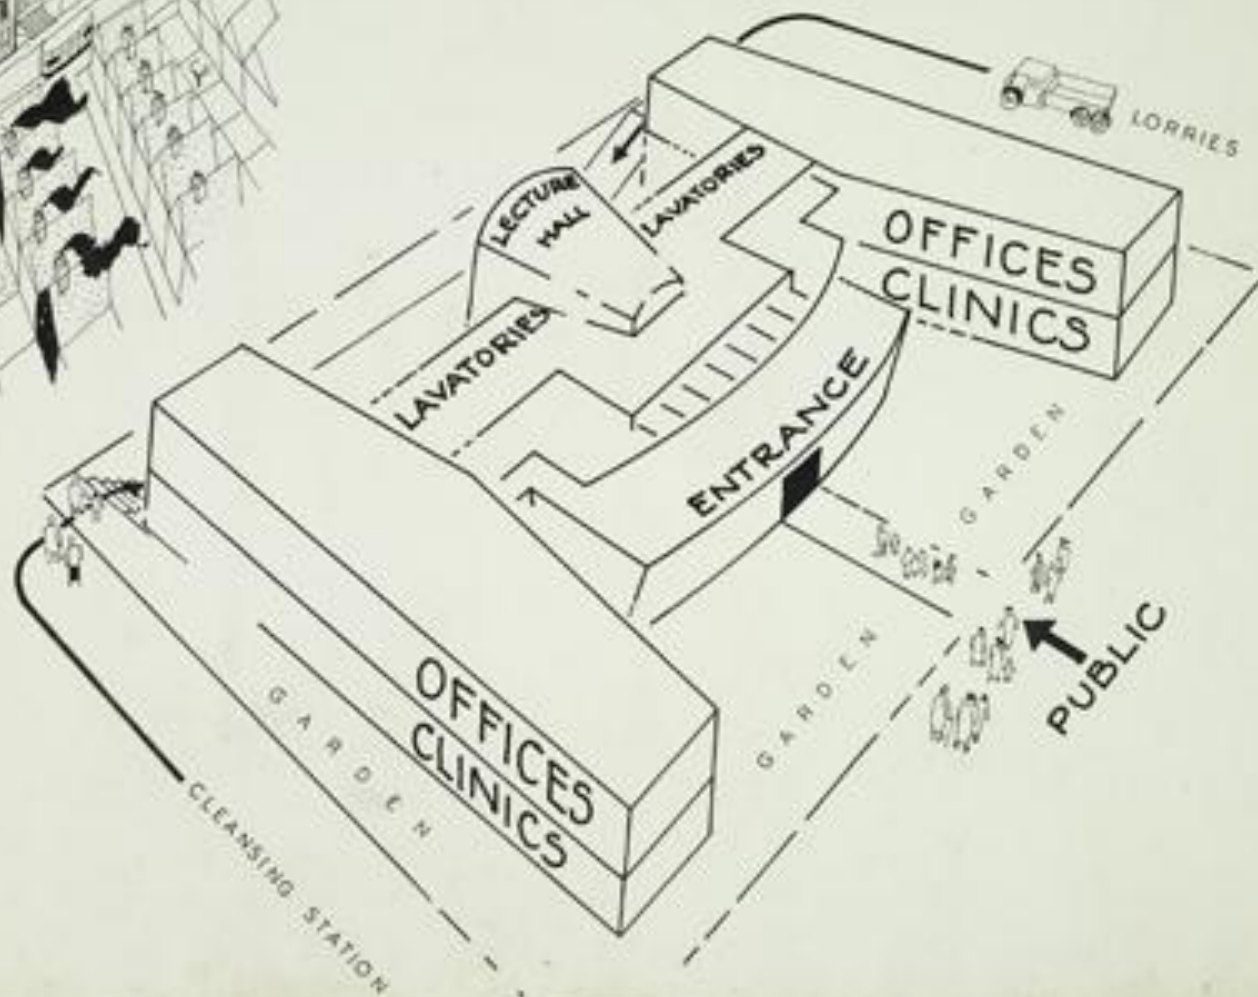 LORRIES
LAVATORIES
LECTURE
HALL
OFFICES
CLINICS
LAVATORIES
ENTRANCE
GARDEN
PUBLIC
GARDEN
OFFICES
CLINICS
GARDEN
CLEANSING STATION